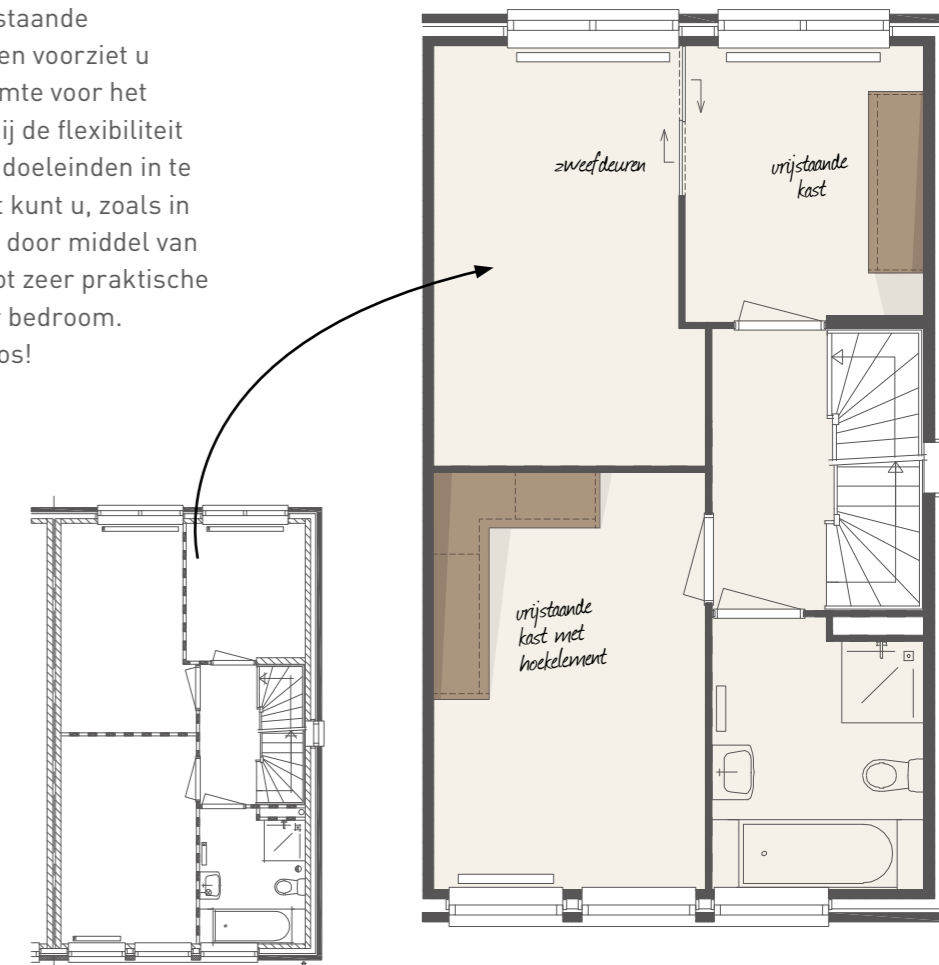 staande
en voorziet u
mte voor het
ij de flexibiliteit
doeleinden in te
t kunt u, zoals in
door middel van
ot zeer praktische
r bedroom.
os!
zweefdeuren
vrijstaande
kast
vrijstaande
kast met
hoekelement